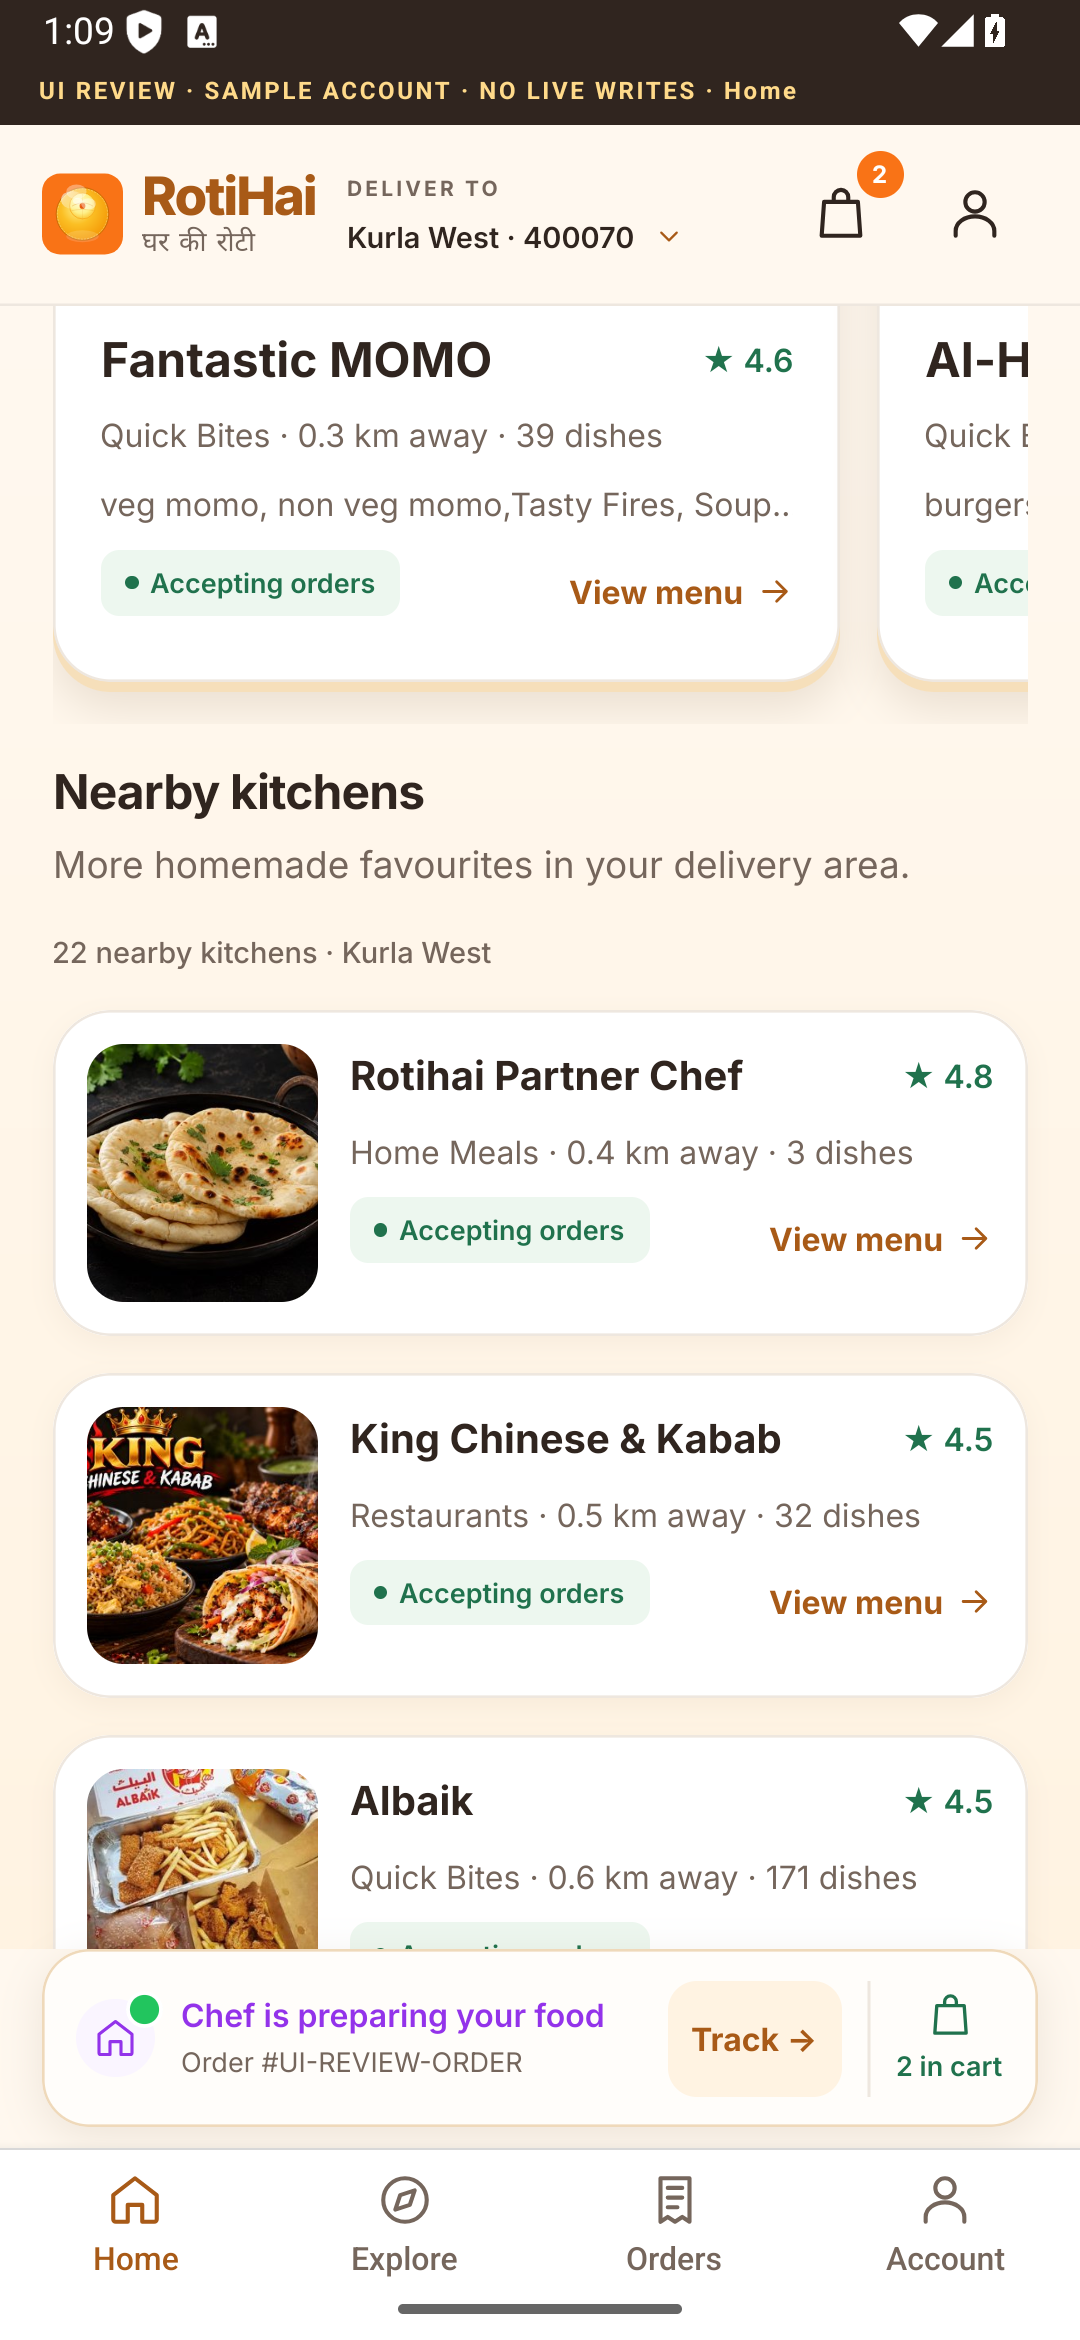 1:09
UI REVIEW · SAMPLE ACCOUNT · NO LIVE WRITES · Home
RotiHai
घर की रोटी
DELIVER TO
Kurla West · 400070
2
Fantastic MOMO ★ 4.6
Quick Bites · 0.3 km away · 39 dishes
veg momo, non veg momo,Tasty Fires, Soup..
Accepting orders
View menu →
Al-H
Quick
burgers
Nearby kitchens
More homemade favourites in your delivery area.
22 nearby kitchens · Kurla West
Rotihai Partner Chef ★ 4.8
Home Meals · 0.4 km away · 3 dishes
Accepting orders
View menu →
KING
CHINESE & KABAB
King Chinese & Kabab ★ 4.5
Restaurants · 0.5 km away · 32 dishes
Accepting orders
View menu →
البيك
ALBAIK
Albaik ★ 4.5
Quick Bites · 0.6 km away · 171 dishes
Chef is preparing your food
Order #UI-REVIEW-ORDER
Track →
2 in cart
Home
Explore
Orders
Account